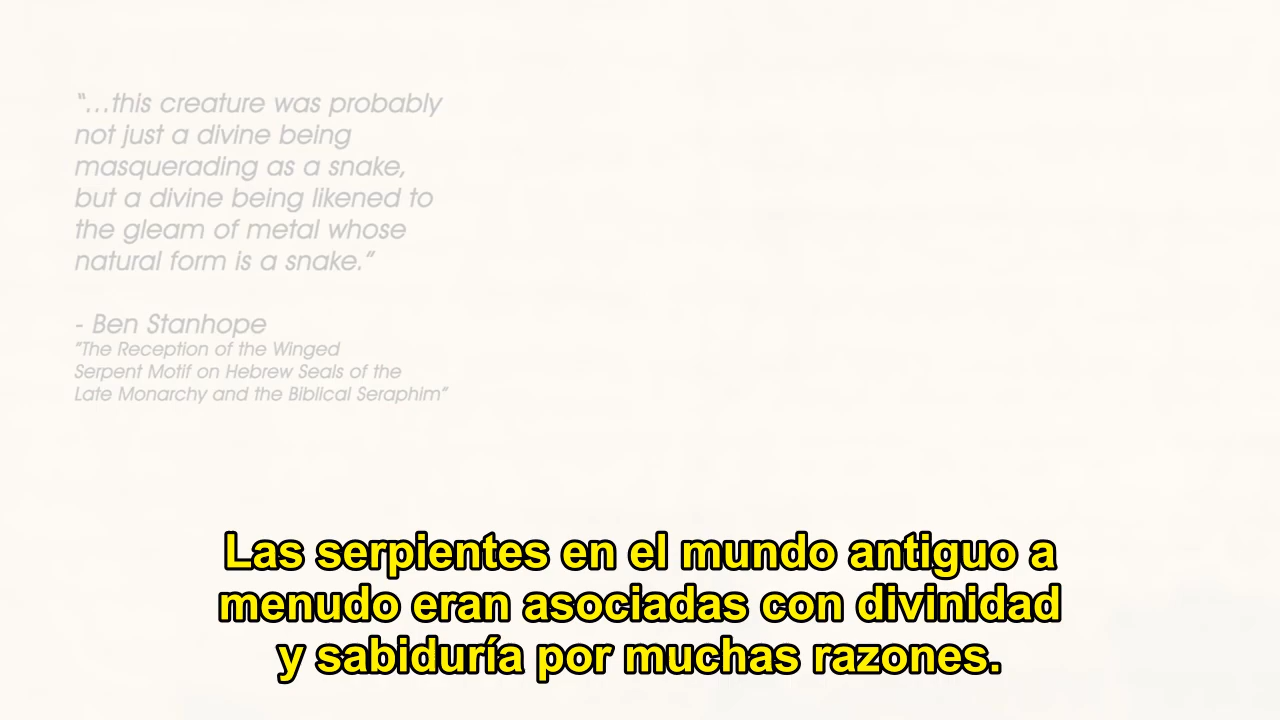 “...this creature was probably
not just a divine being
masquerading as a snake,
but a divine being likened to
the gleam of metal whose
natural form is a snake.”
- Ben Stanhope
“The Reception of the Winged
Serpent Motif on Hebrew Seals of the
Late Monarchy and the Biblical Seraphim”
Las serpientes en el mundo antiguo a
menudo eran asociadas con divinidad
y sabiduría por muchas razones.